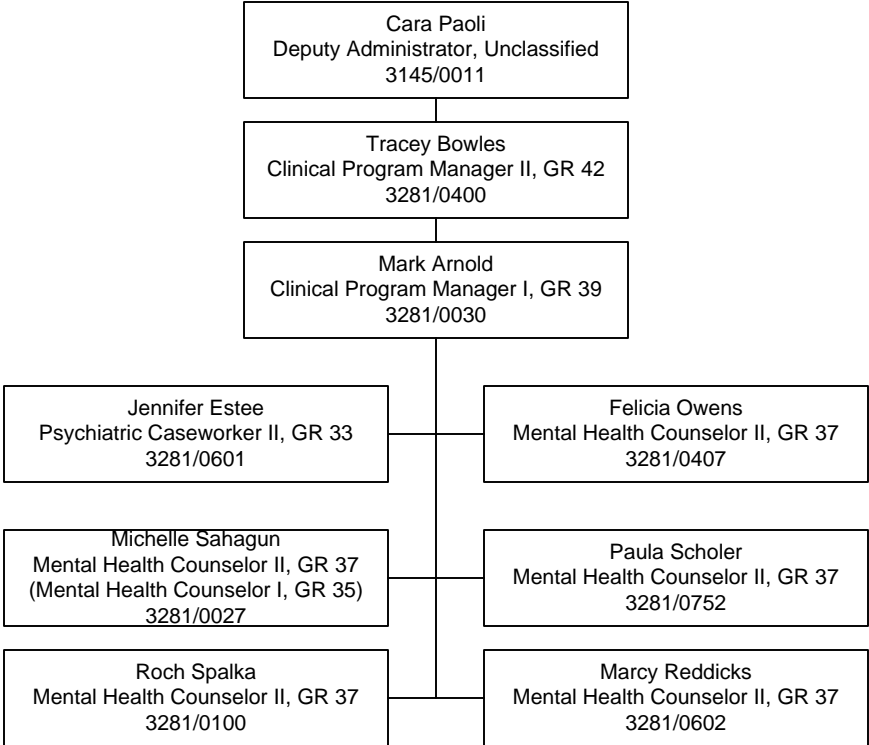 Cara Paoli
Deputy Administrator, Unclassified
3145/0011
Tracey Bowles
Clinical Program Manager II, GR 42
3281/0400
Mark Arnold
Clinical Program Manager I, GR 39
3281/0030
Jennifer Estee
Psychiatric Caseworker II, GR 33
3281/0601
Felicia Owens
Mental Health Counselor II, GR 37
3281/0407
Michelle Sahagun
Mental Health Counselor II, GR 37
(Mental Health Counselor I, GR 35)
3281/0027
Paula Scholer
Mental Health Counselor II, GR 37
3281/0752
Roch Spalka
Mental Health Counselor II, GR 37
3281/0100
Marcy Reddicks
Mental Health Counselor II, GR 37
3281/0602